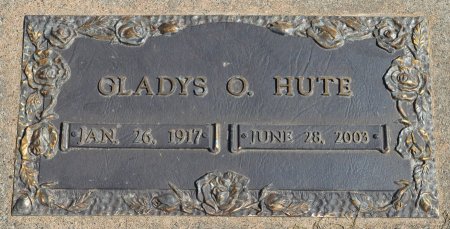 GLADYS O. HUTE
JAN. 26, 1917 JUNE 28, 2003